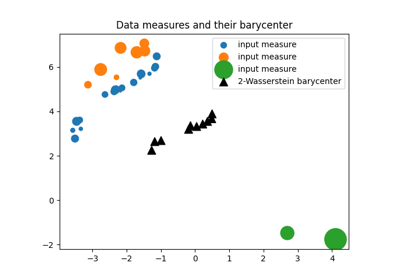 Data measures and their barycenter
input measure
input measure
input measure
2-Wasserstein barycenter
6
4
2
0
−2
−3 −2 −1 0 1 2 3 4